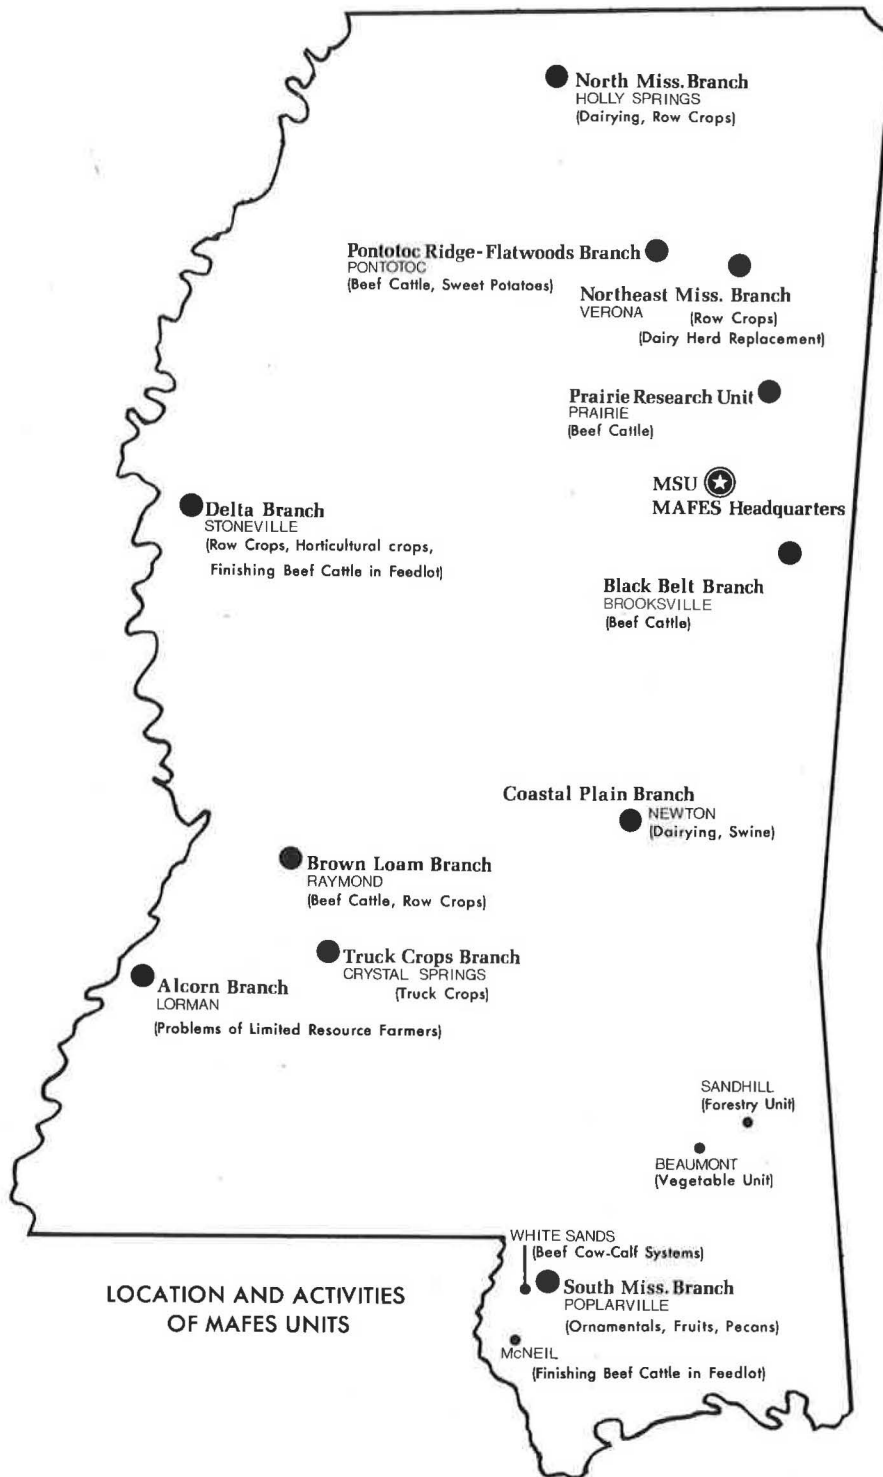 North Miss. Branch
HOLLY SPRINGS
(Dairying, Row Crops)
Pontotoc Ridge-Flatwoods Branch
PONTOTOC
(Beef Cattle, Sweet Potatoes)
Northeast Miss. Branch
VERONA (Row Crops)
(Dairy Herd Replacement)
Prairie Research Unit
PRAIRIE
(Beef Cattle)
MSU
MAFES Headquarters
Delta Branch
STONEVILLE
(Row Crops, Horticultural crops,
Finishing Beef Cattle in Feedlot)
Black Belt Branch
BROOKSVILLE
(Beef Cattle)
Coastal Plain Branch
NEWTON
(Dairying, Swine)
Brown Loam Branch
RAYMOND
(Beef Cattle, Row Crops)
Truck Crops Branch
CRYSTAL SPRINGS
(Truck Crops)
Alcorn Branch
LORMAN
(Problems of Limited Resource Farmers)
SANDHILL
(Forestry Unit)
BEAUMONT
(Vegetable Unit)
WHITE SANDS
(Beef Cow-Calf Systems)
South Miss. Branch
POPLARVILLE
(Ornamentals, Fruits, Pecans)
McNEIL
(Finishing Beef Cattle in Feedlot)
LOCATION AND ACTIVITIES
OF MAFES UNITS